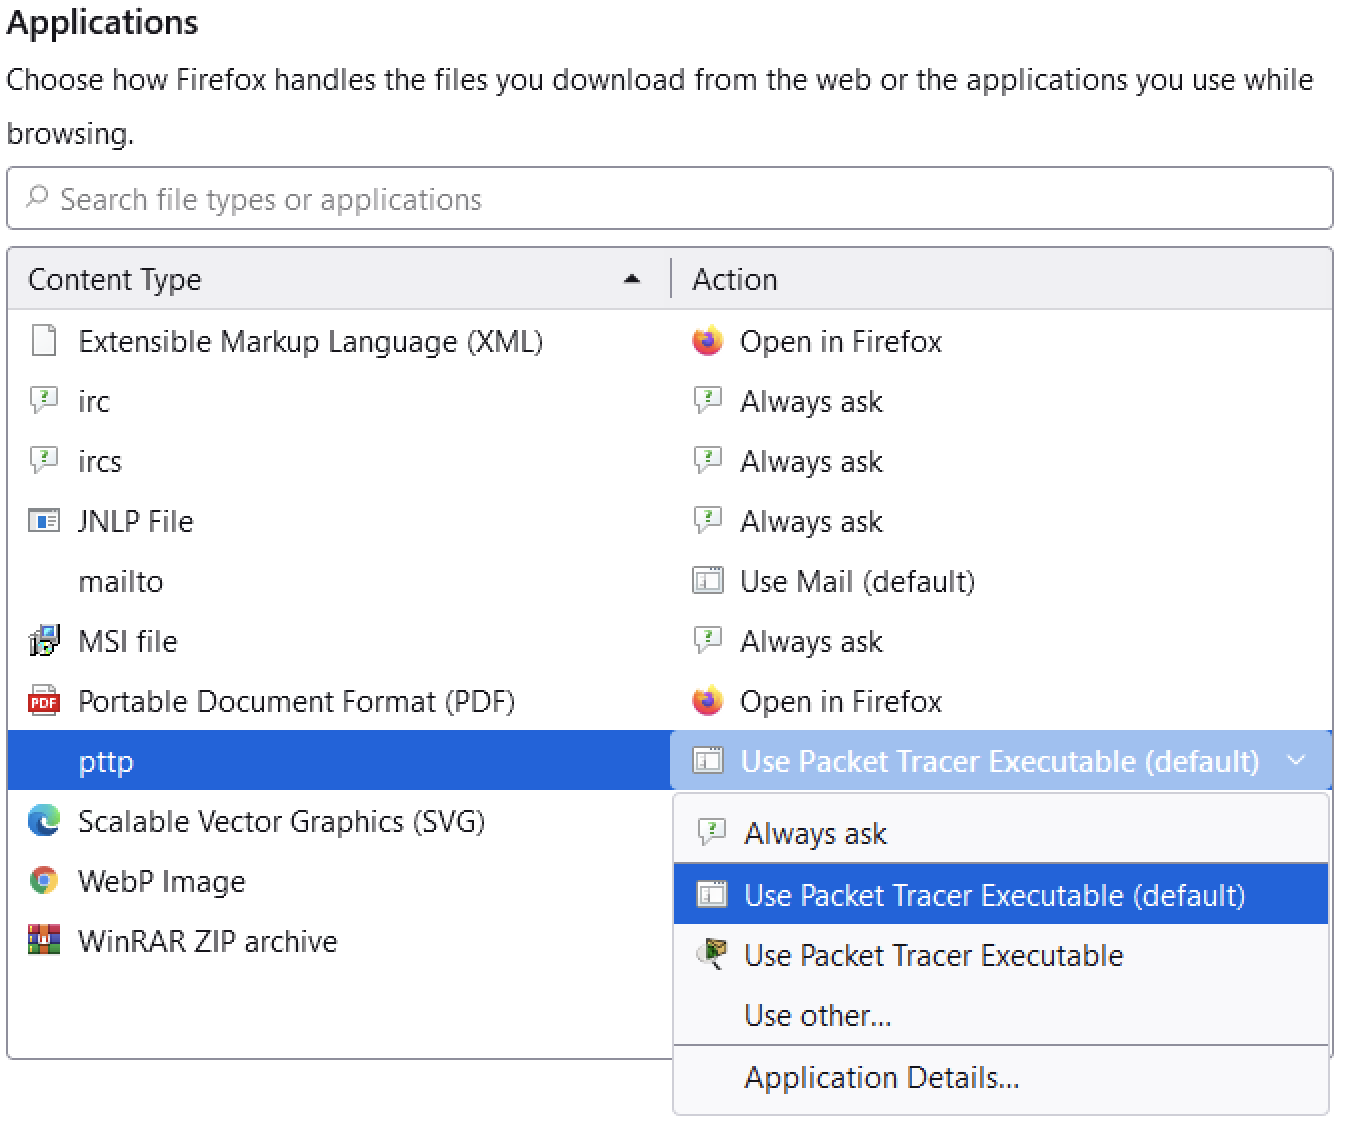 Applications
Choose how Firefox handles the files you download from the web or the applications you use while
browsing.
Search file types or applications
Content Type Action
Extensible Markup Language (XML) Open in Firefox
irc Always ask
ircs Always ask
JNLP File Always ask
mailto Use Mail (default)
MSI file Always ask
PDF Portable Document Format (PDF) Open in Firefox
pttp Use Packet Tracer Executable (default)
Scalable Vector Graphics (SVG) Always ask
WebP Image Use Packet Tracer Executable (default)
WinRAR ZIP archive Use Packet Tracer Executable
Use other...
Application Details...